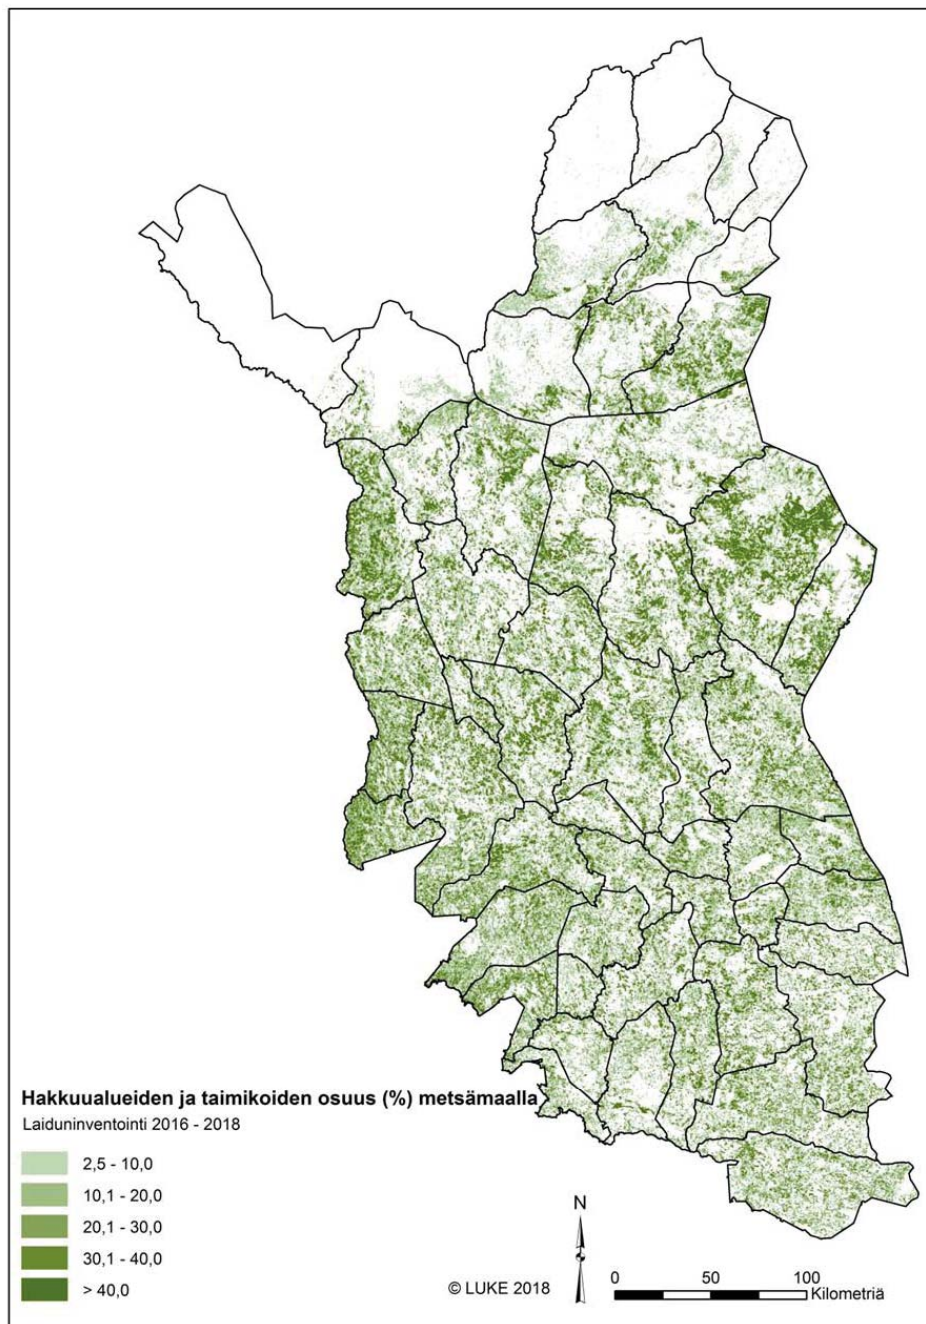 Hakkuualueiden ja taimikoiden osuus (%) metsämaalla
Laiduninventointi 2016 - 2018
2,5 - 10,0
10,1 - 20,0
20,1 - 30,0
30,1 - 40,0
> 40,0
© LUKE 2018
N
0 50 100
Kilometriä